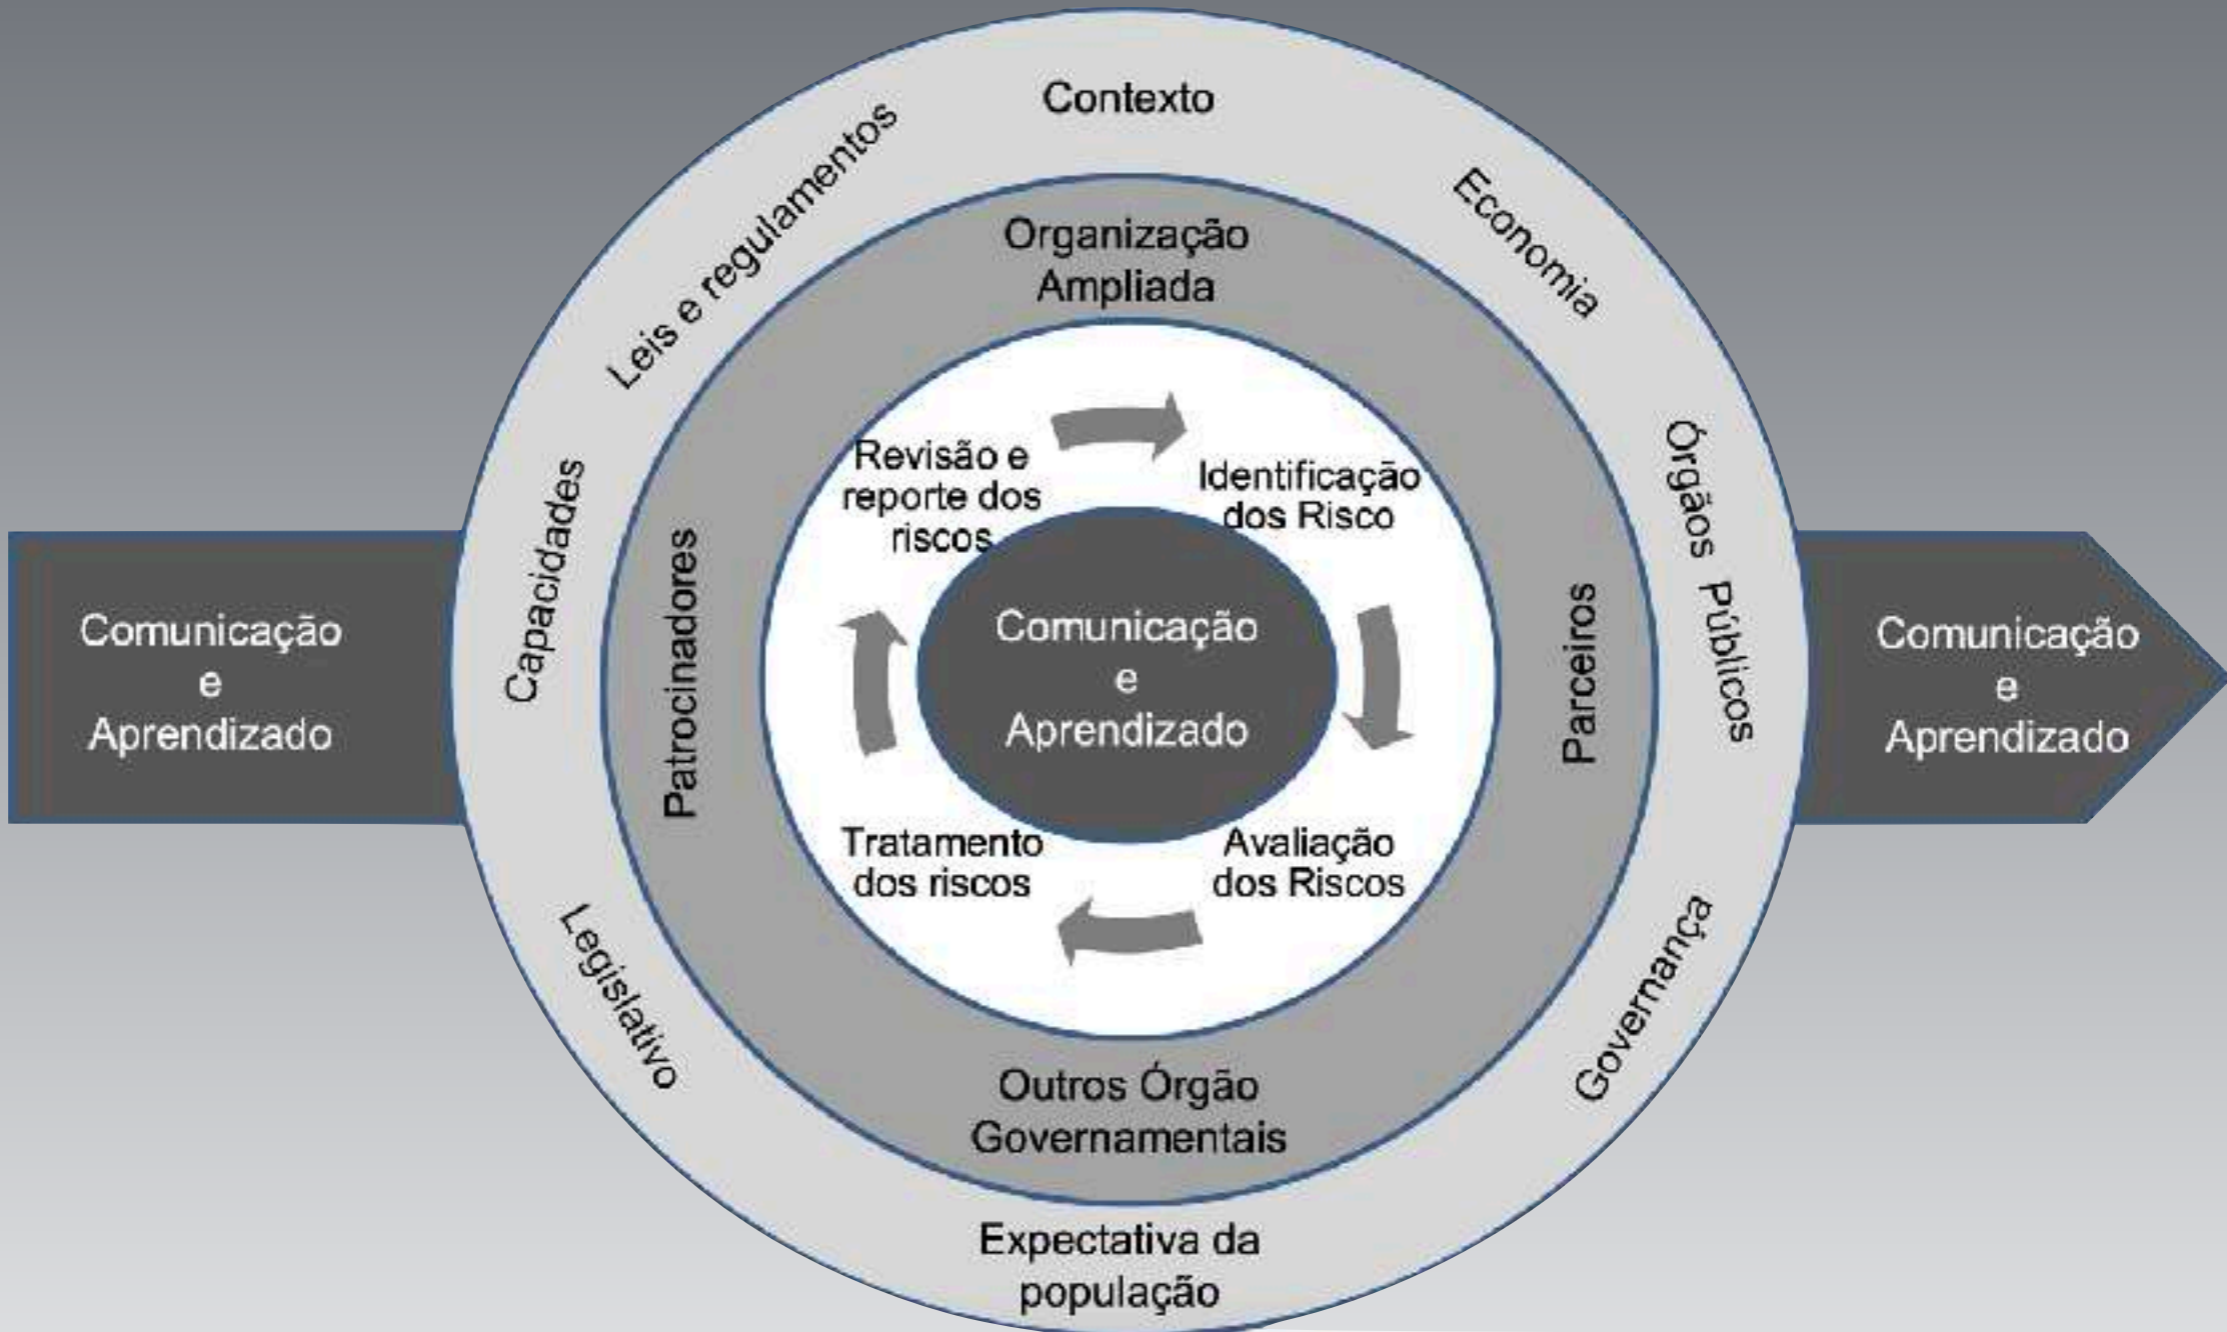 Contexto
Leis e regulamentos
Economia
Organização
Ampliada
Capacidades
Órgãos Públicos
Patrocinadores
Parceiros
Revisão e
reporte dos
riscos
Identificação
dos Risco
Comunicação
e
Aprendizado
Comunicação
e
Aprendizado
Comunicação
e
Aprendizado
Tratamento
dos riscos
Avaliação
dos Riscos
Legislativo
Governança
Outros Órgão
Governamentais
Expectativa da
população